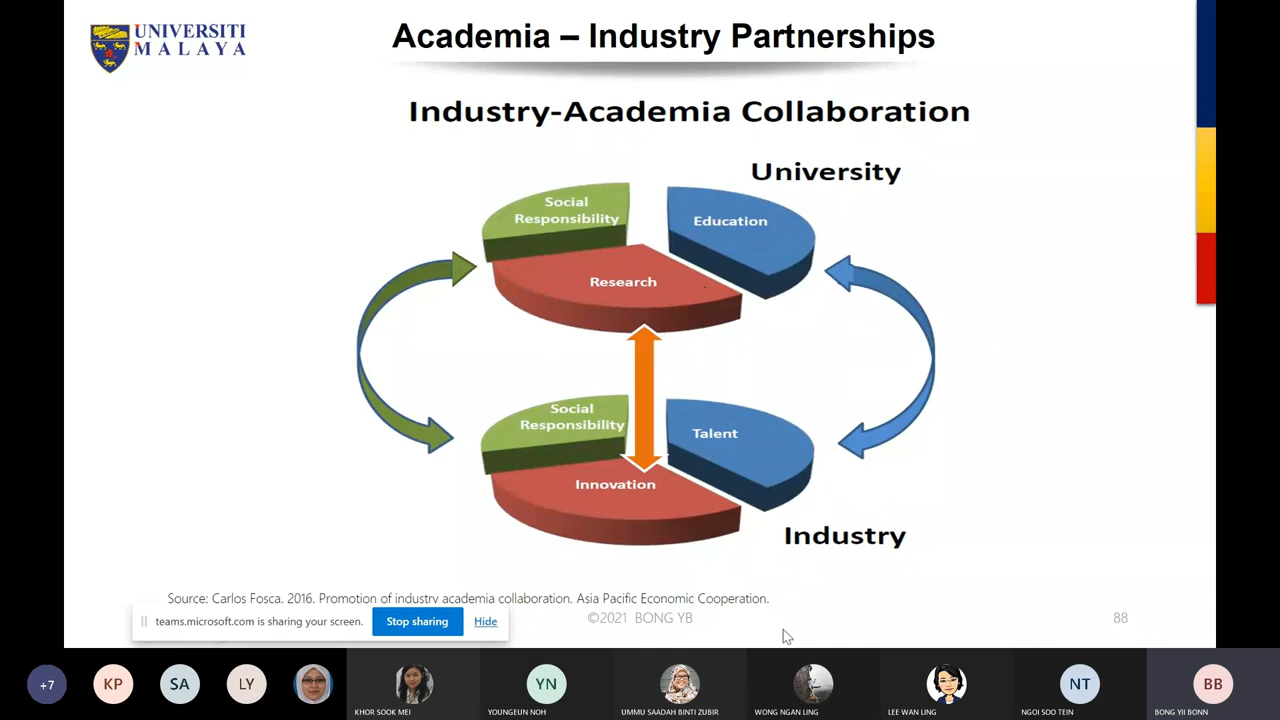 UNIVERSITI
MALAYA
Academia – Industry Partnerships
Industry-Academia Collaboration
University
Social
Responsibility
Education
Research
Social
Responsibility
Talent
Innovation
Industry
Source: Carlos Fosca. 2016. Promotion of industry academia collaboration. Asia Pacific Economic Cooperation.
teams.microsoft.com is sharing your screen.
Stop sharing
Hide
©2021 BONG YB
88
+7
KP
SA
LY
KHOR SOOK MEI
YN
YOUNGEUN NOH
UMMU SAADAH BINTI ZUBIR
WONG NGAN LING
LEE WAN LING
NT
NGOI SOO TEIN
BB
BONG YII BONN